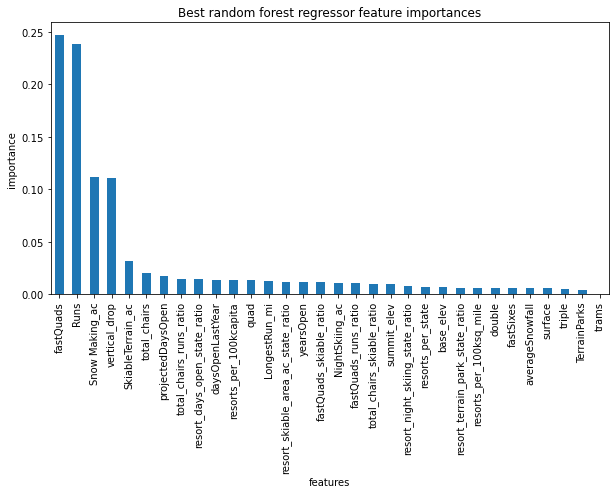 Best random forest regressor feature importances
importance
0.25
0.20
0.15
0.10
0.05
0.00
fastQuads
Runs
Snow Making_ac
vertical_drop
SkiableTerrain_ac
total_chairs
projectedDaysOpen
total_chairs_runs_ratio
resort_days_open_state_ratio
daysOpenLastYear
resorts_per_100kcapita
quad
LongestRun_mi
resort_skiable_area_ac_state_ratio
yearsOpen
fastQuads_skiable_ratio
NightSkiing_ac
fastQuads_runs_ratio
total_chairs_skiable_ratio
summit_elev
resort_night_skiing_state_ratio
resorts_per_state
base_elev
resort_terrain_park_state_ratio
resorts_per_100ksq_mile
double
fastSixes
averageSnowfall
surface
triple
TerrainParks
trams
features